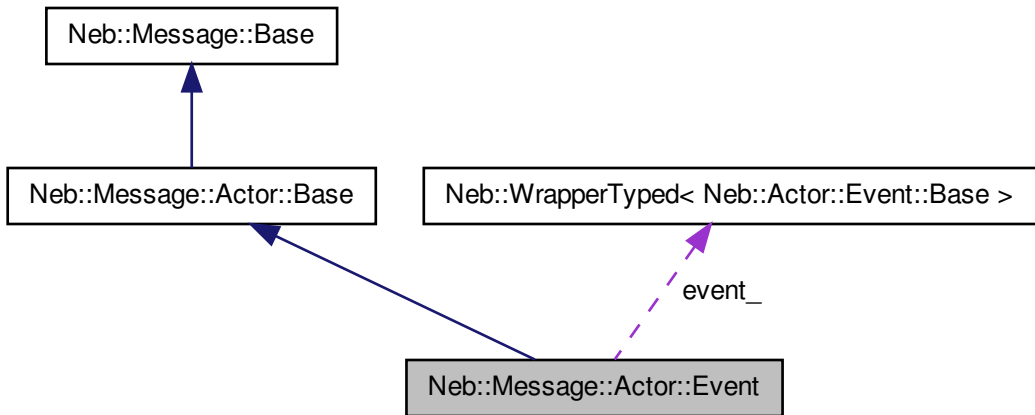 Neb::Message::Base
Neb::Message::Actor::Base
Neb::WrapperTyped< Neb::Actor::Event::Base >
event_
Neb::Message::Actor::Event